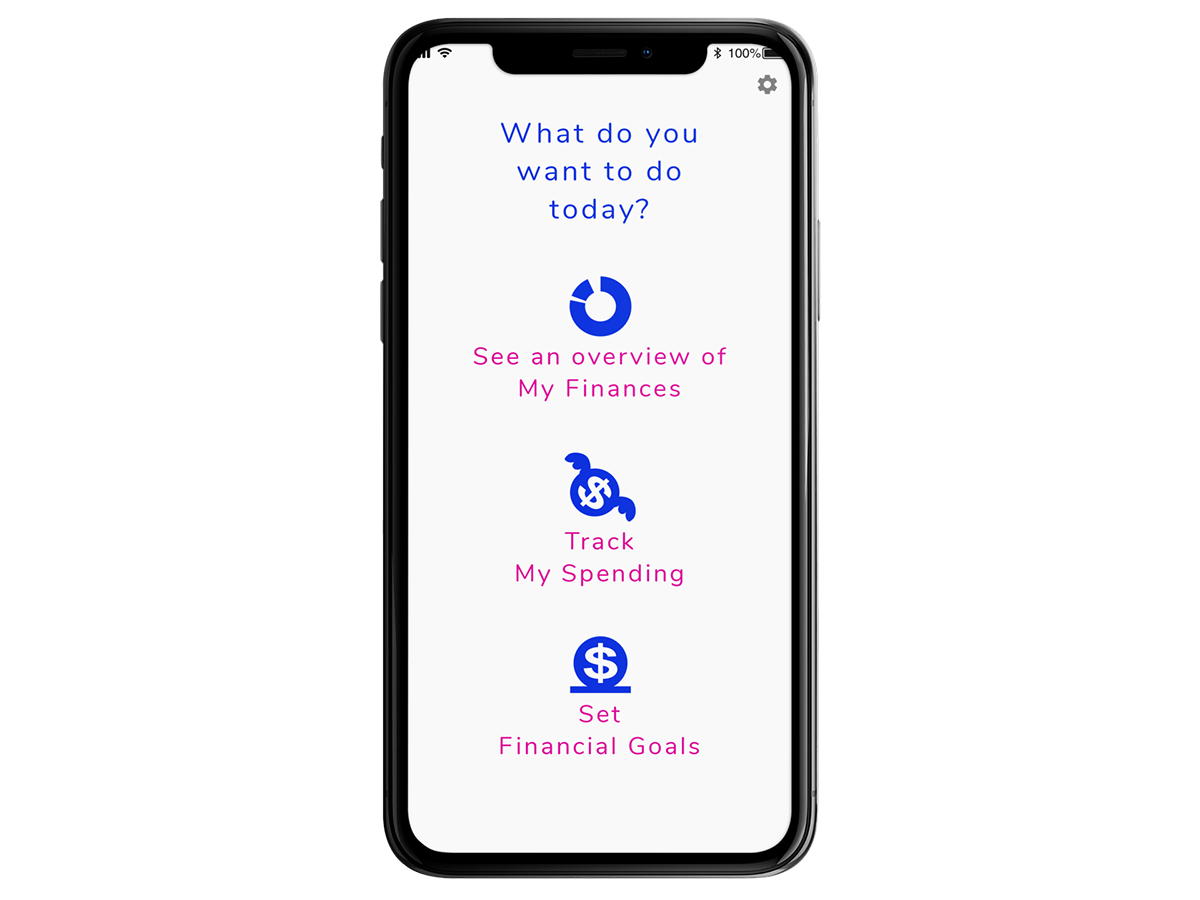 100%
What do you
want to do
today?
See an overview of
My Finances
$
Track
My Spending
$
Set
Financial Goals